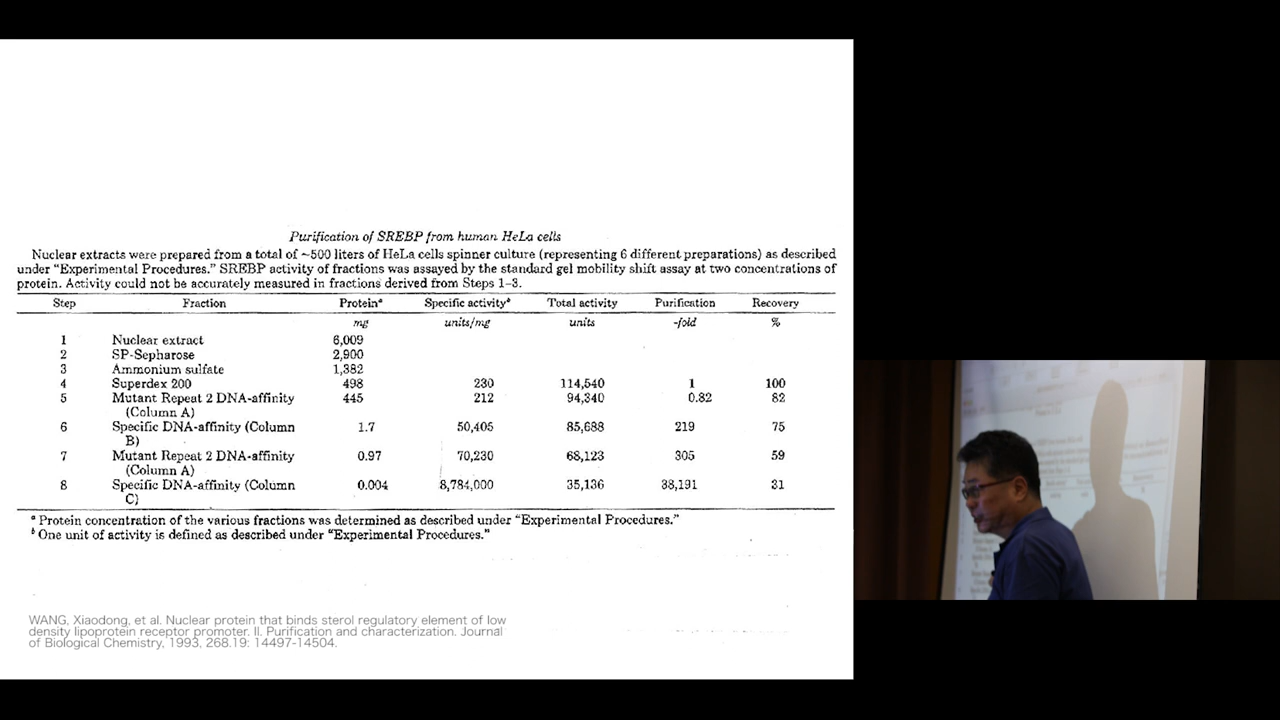 Purification of SREBP from human HeLa cells
Nuclear extracts were prepared from a total of ~500 liters of HeLa cells spinner culture (representing 6 different preparations) as described
under "Experimental Procedures." SREBP activity of fractions was assayed by the standard gel mobility shift assay at two concentrations of
protein. Activity could not be accurately measured in fractions derived from Steps 1–3.
Step Fraction Proteinᵃ Specific activityᵇ Total activity Purification Recovery
mg units/mg units -fold %
1 Nuclear extract 6,009
2 SP-Sepharose 2,900
3 Ammonium sulfate 1,382
4 Superdex 200 498 230 114,540 1 100
5 Mutant Repeat 2 DNA-affinity 445 212 94,340 0.82 82
(Column A)
6 Specific DNA-affinity (Column 1.7 50,405 85,688 219 75
B)
7 Mutant Repeat 2 DNA-affinity 0.97 70,230 68,123 305 59
(Column A)
8 Specific DNA-affinity (Column 0.004 8,784,000 35,136 38,191 31
C)
ᵃ Protein concentration of the various fractions was determined as described under "Experimental Procedures."
ᵇ One unit of activity is defined as described under "Experimental Procedures."
WANG, Xiaodong, et al. Nuclear protein that binds sterol regulatory element of low
density lipoprotein receptor promoter. II. Purification and characterization. Journal
of Biological Chemistry, 1993, 268.19: 14497-14504.